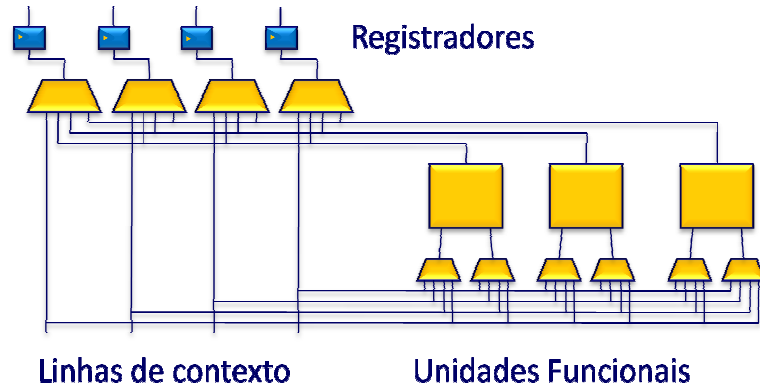 Registradores
Linhas de contexto
Unidades Funcionais